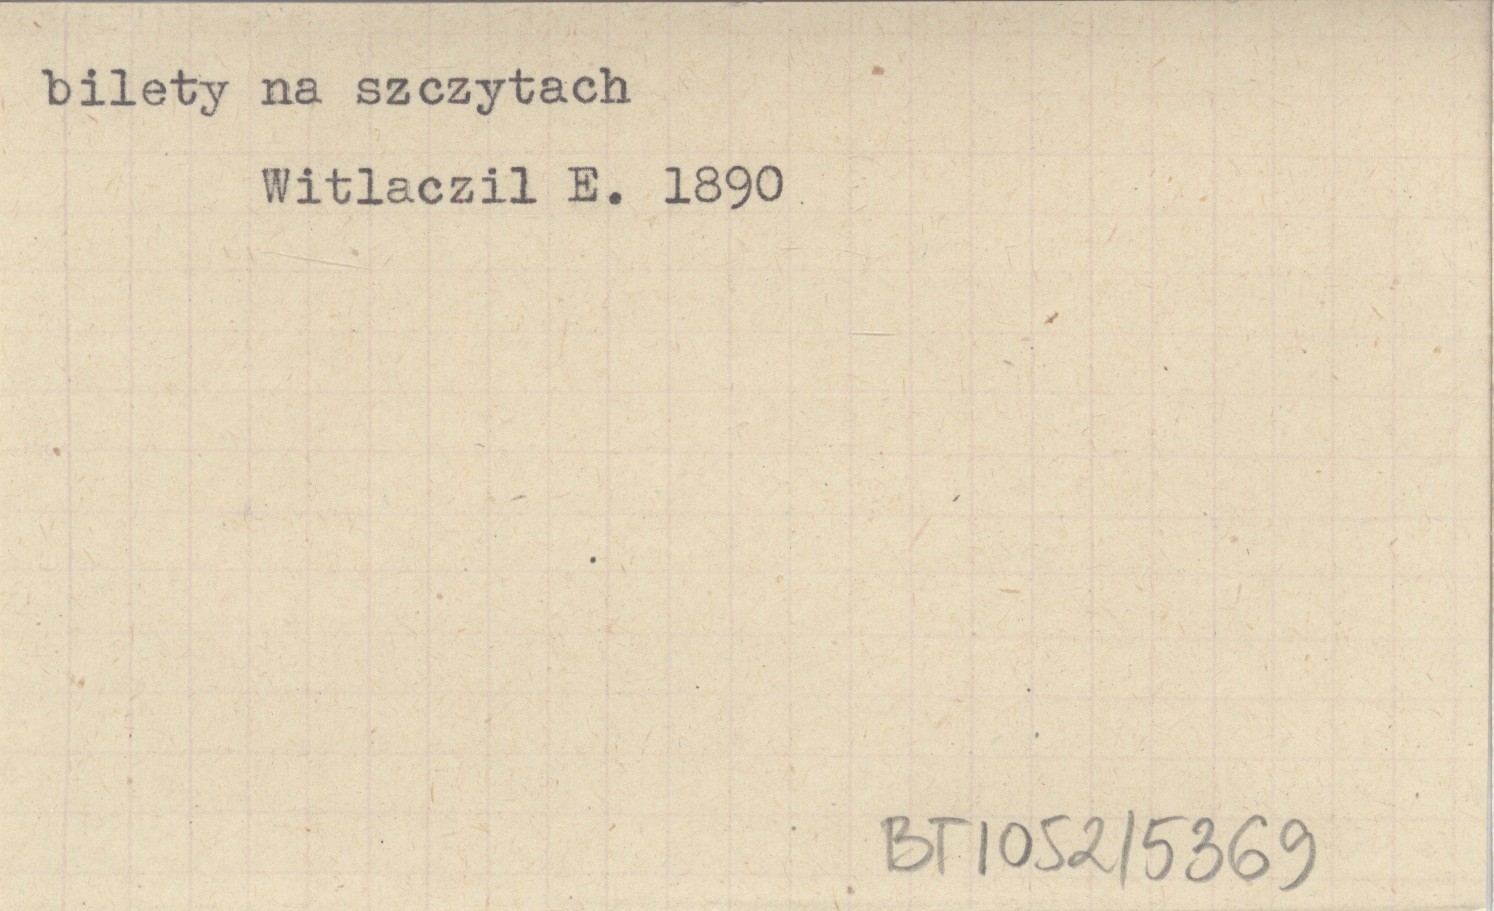 bilety na szczytach
Witlaczil E. 1890
BT1052/5369